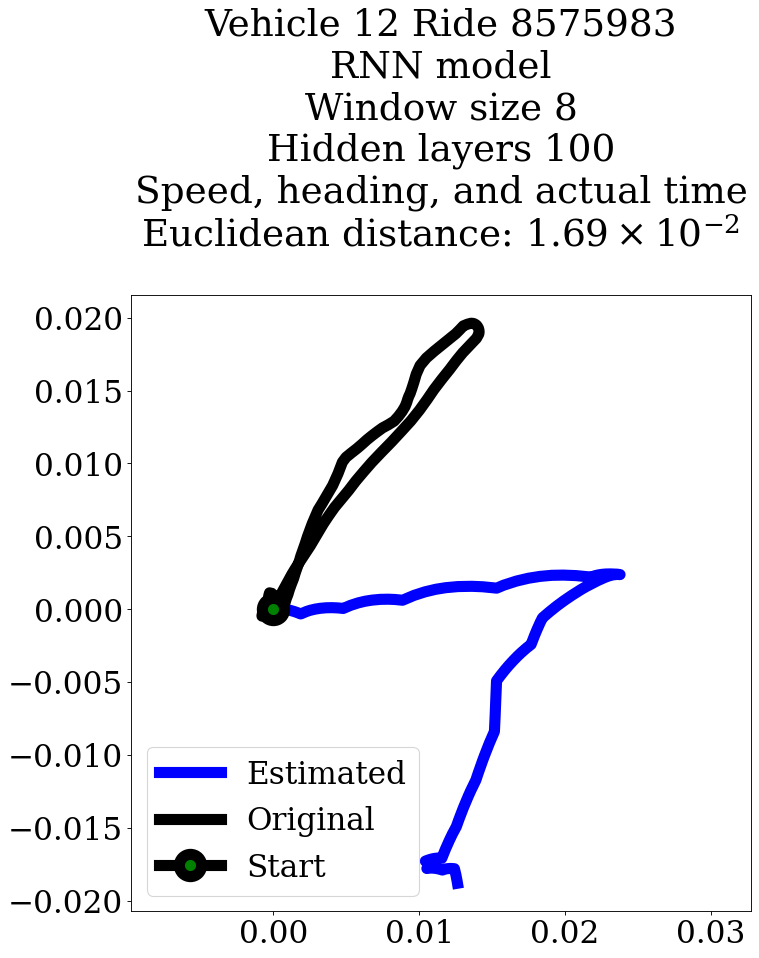 Vehicle 12 Ride 8575983
RNN model
Window size 8
Hidden layers 100
Speed, heading, and actual time
Euclidean distance: 1.69 × 10⁻²
0.020
0.015
0.010
0.005
0.000
−0.005
−0.010
−0.015
−0.020
Estimated
Original
Start
0.00 0.01 0.02 0.03